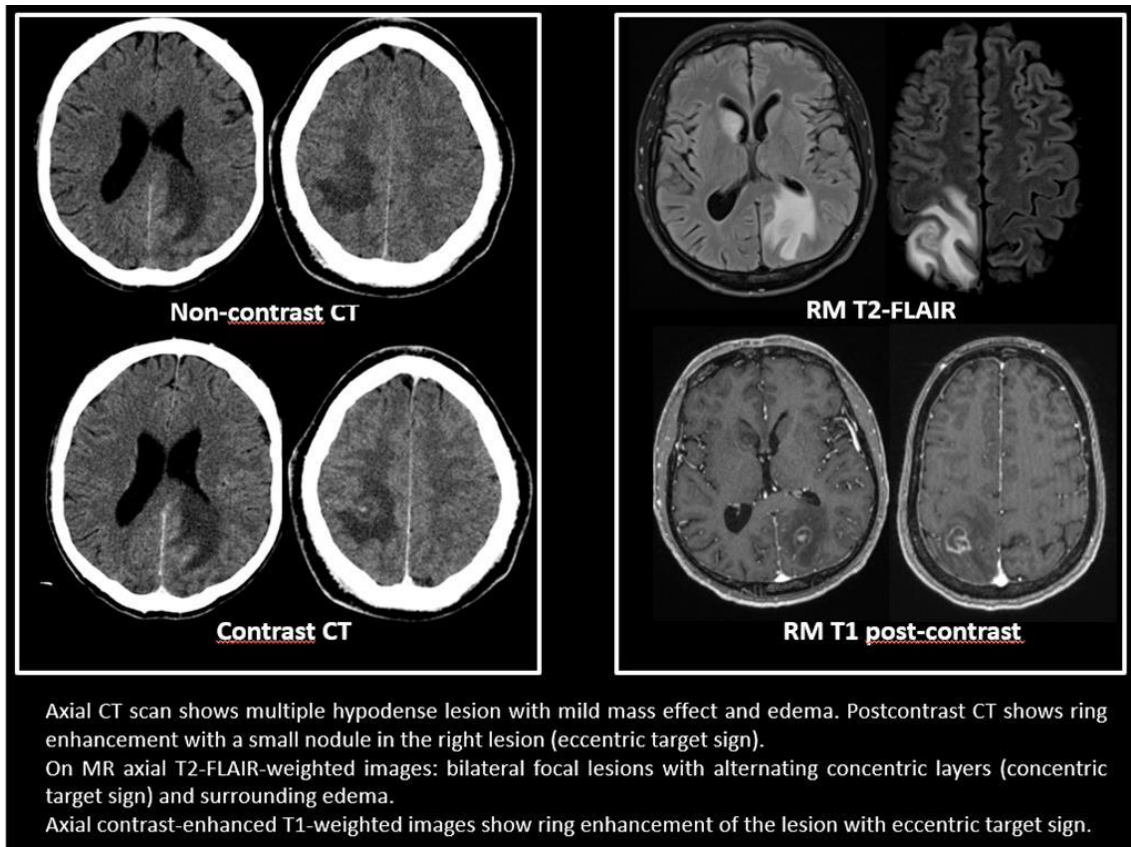 Non-contrast CT
RM T2-FLAIR
Contrast CT
RM T1 post-contrast
Axial CT scan shows multiple hypodense lesion with mild mass effect and edema. Postcontrast CT shows ring
enhancement with a small nodule in the right lesion (eccentric target sign).
On MR axial T2-FLAIR-weighted images: bilateral focal lesions with alternating concentric layers (concentric
target sign) and surrounding edema.
Axial contrast-enhanced T1-weighted images show ring enhancement of the lesion with eccentric target sign.